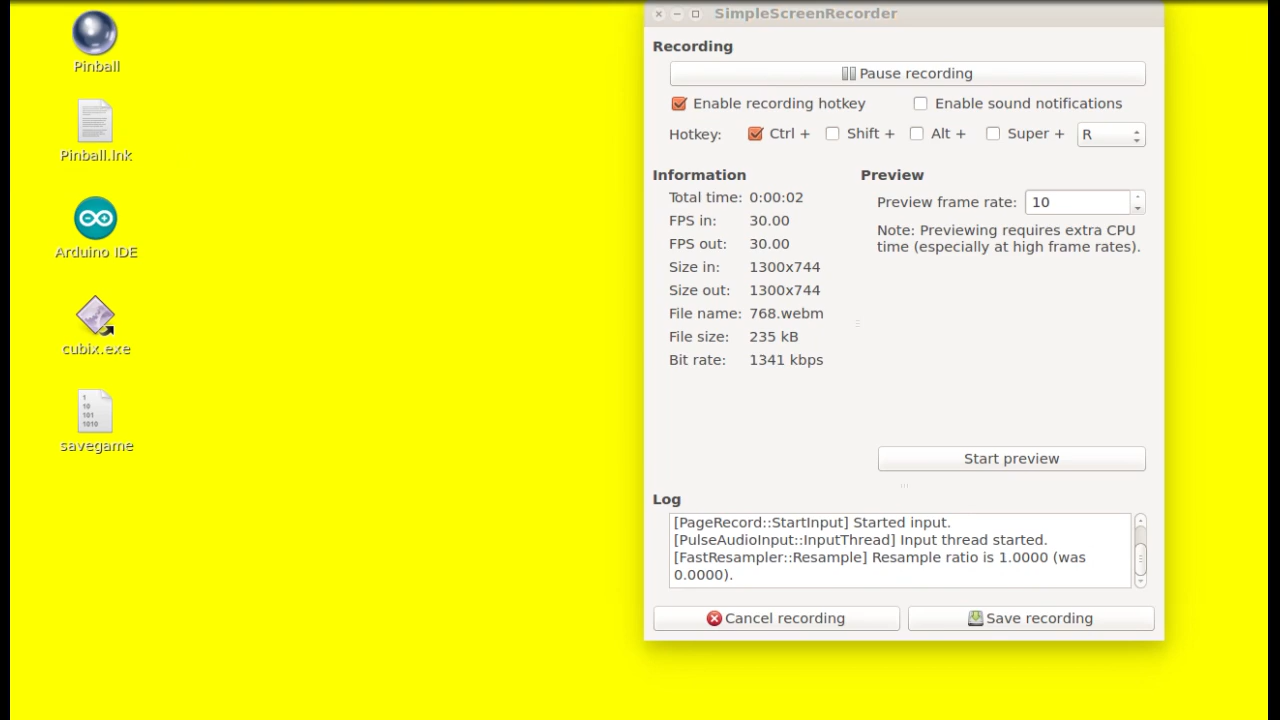 Pinball
Pinball.lnk
Arduino IDE
cubix.exe
1
10
101
1010
savegame
SimpleScreenRecorder
Recording
Pause recording
Enable recording hotkey Enable sound notifications
Hotkey: Ctrl + Shift + Alt + Super + R
Information
Total time: 0:00:02
FPS in: 30.00
FPS out: 30.00
Size in: 1300x744
Size out: 1300x744
File name: 768.webm
File size: 235 kB
Bit rate: 1341 kbps
Preview
Preview frame rate: 10
Note: Previewing requires extra CPU
time (especially at high frame rates).
Start preview
Log
[PageRecord::StartInput] Started input.
[PulseAudioInput::InputThread] Input thread started.
[FastResampler::Resample] Resample ratio is 1.0000 (was
0.0000).
Cancel recording Save recording